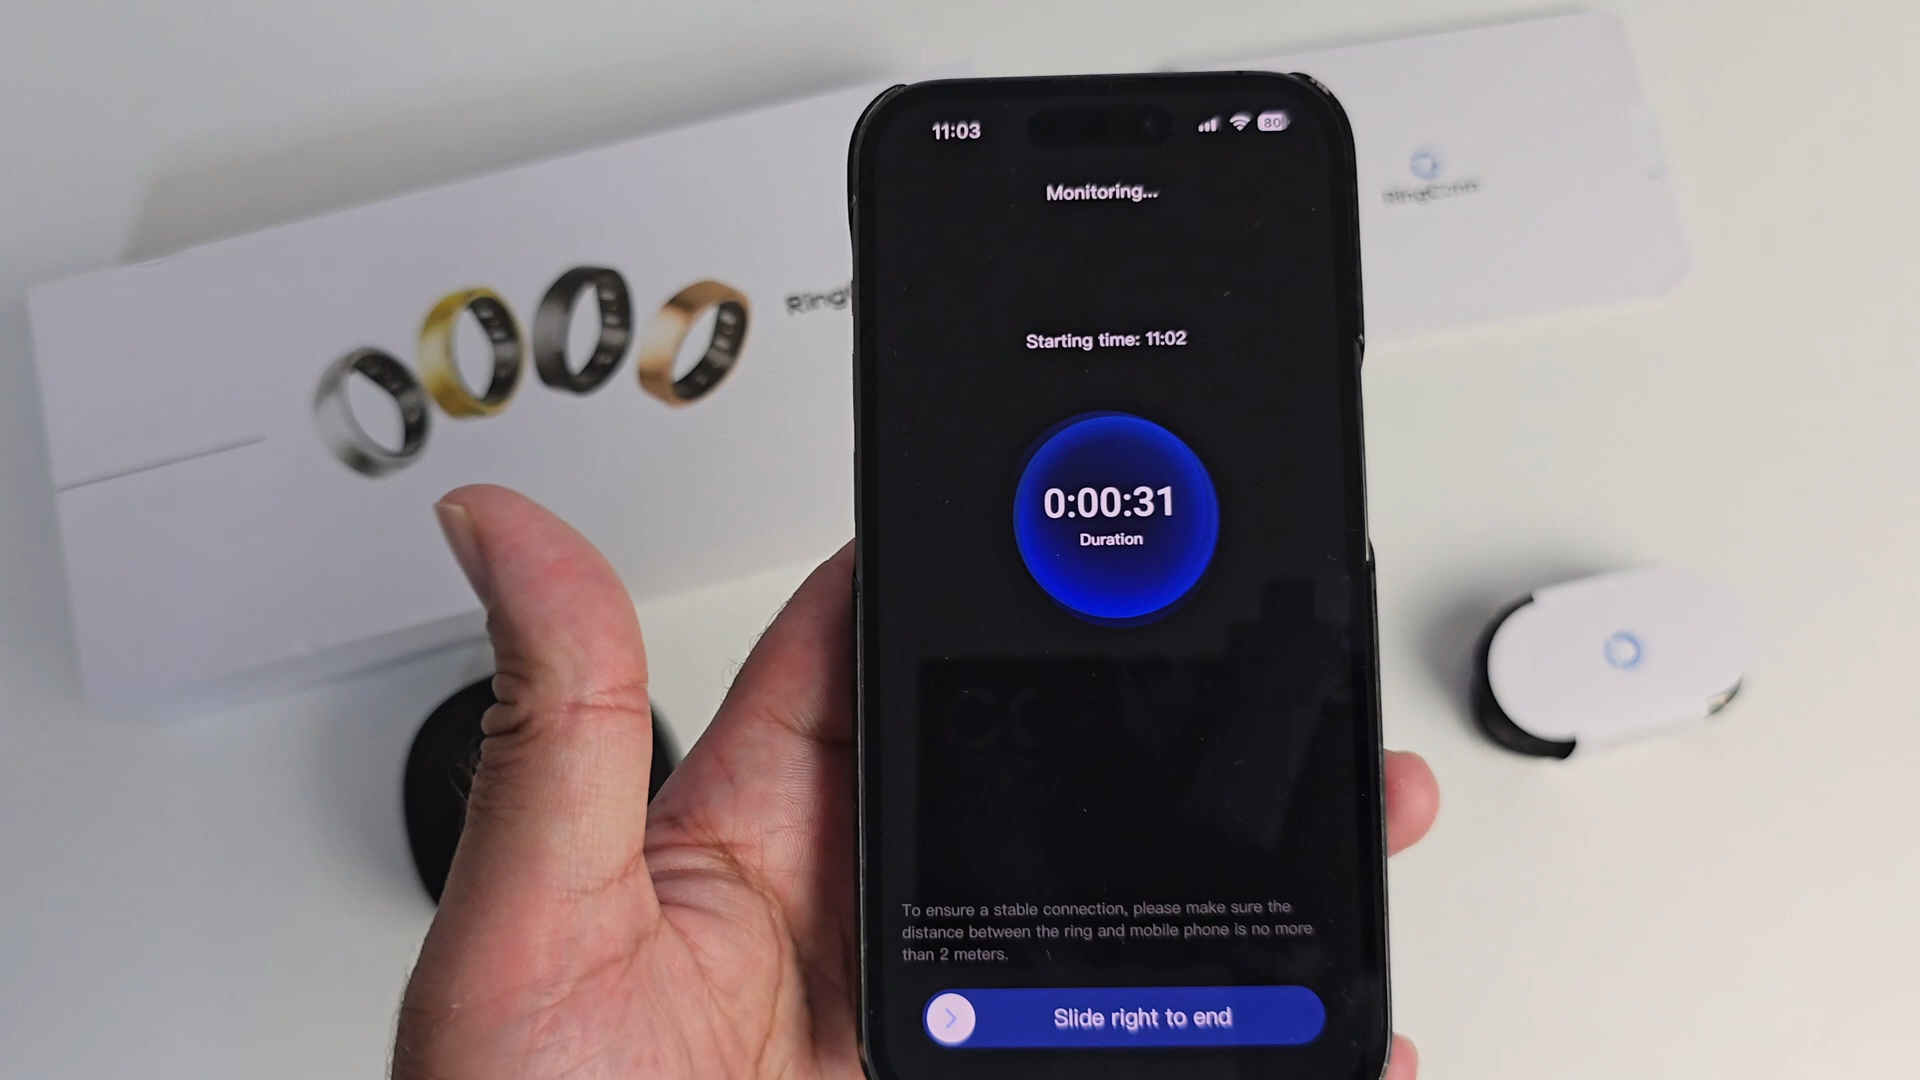 11:03
80
Monitoring...
RingConn
Starting time: 11:02
0:00:31
Duration
To ensure a stable connection, please make sure the
distance between the ring and mobile phone is no more
than 2 meters.
Slide right to end